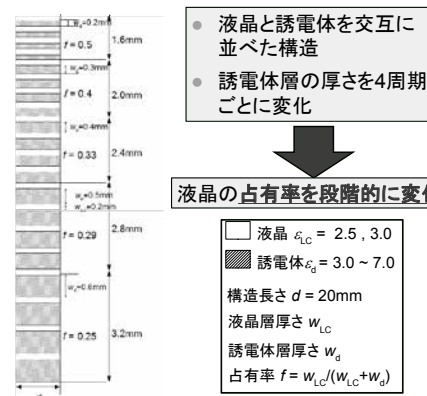 w_d=0.2mm
f = 0.5
1.6mm
w_d=0.3mm
f = 0.4
2.0mm
w_d=0.4mm
f = 0.33
2.4mm
w_d=0.5mm
w_LC=0.2mm
f = 0.29
2.8mm
w_d=0.6mm
f = 0.25
3.2mm
● 液晶と誘電体を交互に
並べた構造
● 誘電体層の厚さを4周期
ごとに変化
液晶の占有率を段階的に変化
液晶 ε_LC = 2.5 , 3.0
誘電体ε_d = 3.0 ~ 7.0
構造長さ d = 20mm
液晶層厚さ w_LC
誘電体層厚さ w_d
占有率 f = w_LC/(w_LC+w_d)